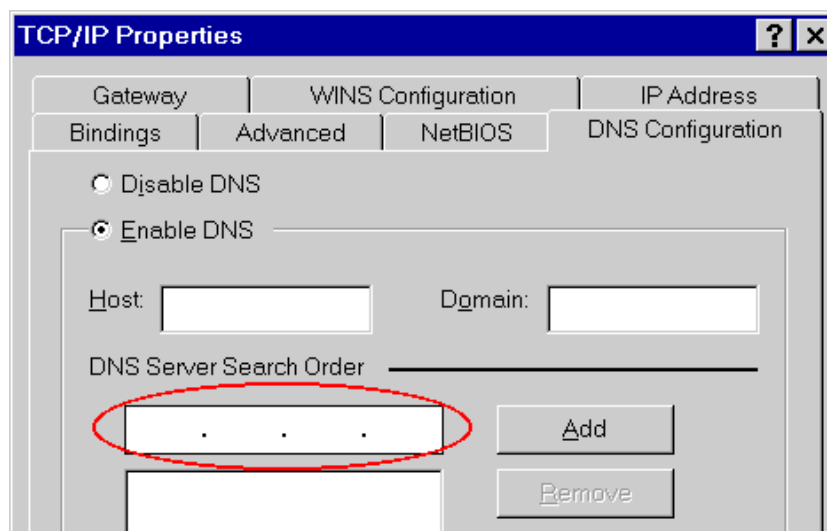 TCP/IP Properties ? ×
Gateway WINS Configuration IP Address
Bindings Advanced NetBIOS DNS Configuration
Disable DNS
Enable DNS
Host: Domain:
DNS Server Search Order
. . . Add
Remove